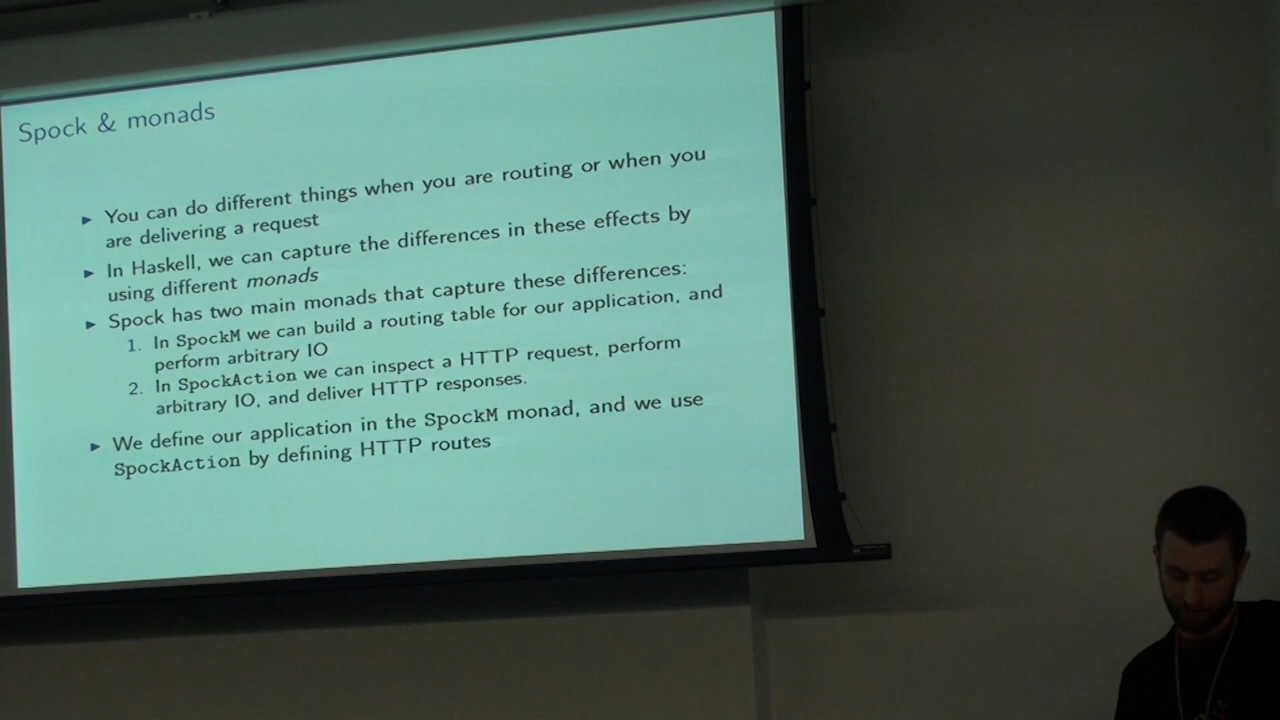 Spock & monads
▶ You can do different things when you are routing or when you
are delivering a request
▶ In Haskell, we can capture the differences in these effects by
using different monads
▶ Spock has two main monads that capture these differences:
1. In SpockM we can build a routing table for our application, and
perform arbitrary IO
2. In SpockAction we can inspect a HTTP request, perform
arbitrary IO, and deliver HTTP responses.
▶ We define our application in the SpockM monad, and we use
SpockAction by defining HTTP routes